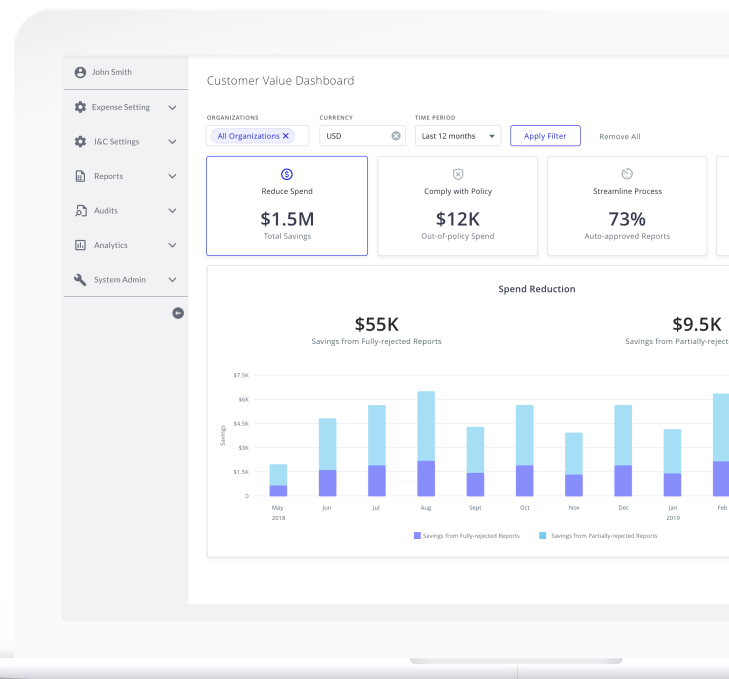 John Smith
Expense Setting
I&C Settings
Reports
Audits
Analytics
System Admin
Customer Value Dashboard
ORGANIZATIONS CURRENCY TIME PERIOD
All Organizations × USD Last 12 months Apply Filter Remove All
Reduce Spend
$1.5M
Total Savings
Comply with Policy
$12K
Out-of-policy Spend
Streamline Process
73%
Auto-approved Reports
Spend Reduction
$55K
Savings from Fully-rejected Reports
$9.5K
Savings from Partially-reject
Savings
$7.5K
$6K
$4.5K
$3K
$1.5K
0
May Jun Jul Aug Sept Oct Nov Dec Jan Feb
2018 2019
Savings from Fully-rejected Reports Savings from Partially-rejected Reports